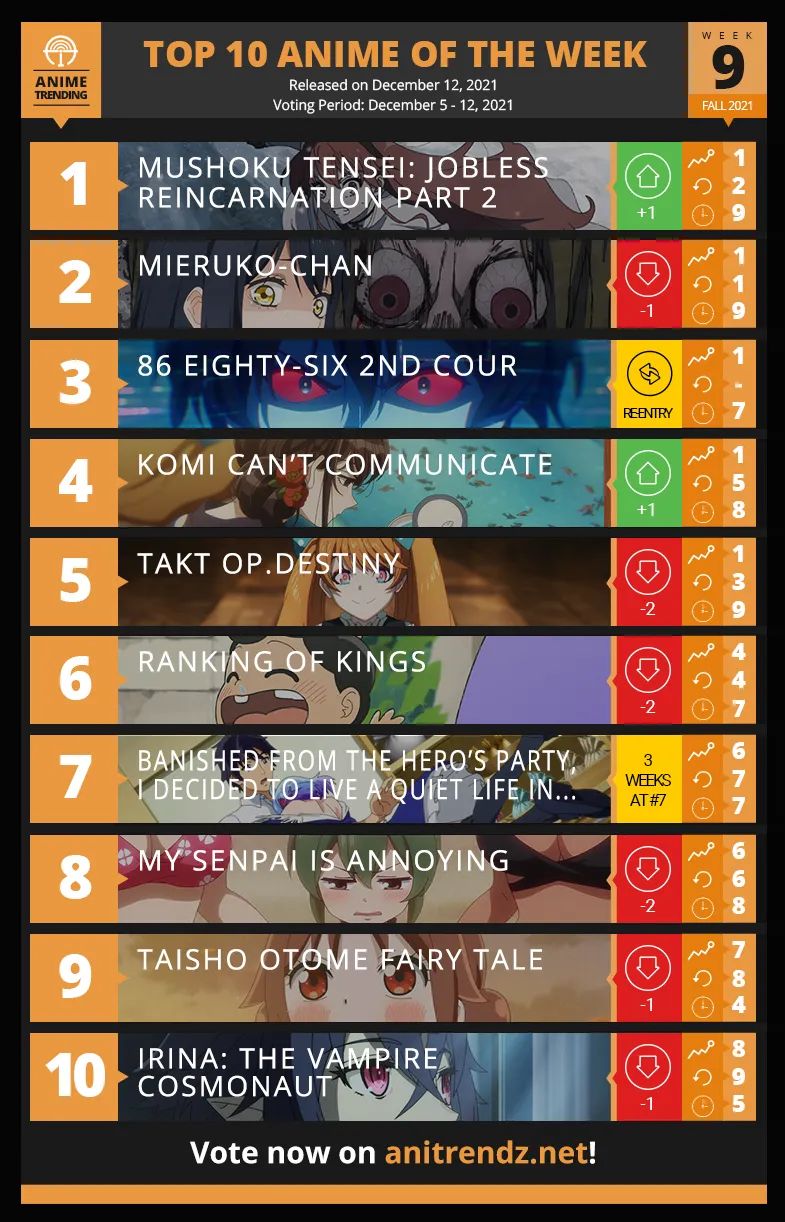 ANIME
TRENDING
TOP 10 ANIME OF THE WEEK
Released on December 12, 2021
Voting Period: December 5 - 12, 2021
WEEK
9
FALL 2021
1
MUSHOKU TENSEI: JOBLESS
REINCARNATION PART 2
+1
1
2
9
2
MIERUKO-CHAN
-1
1
1
9
3
86 EIGHTY-SIX 2ND COUR
RE-ENTRY
1
-
7
4
KOMI CAN'T COMMUNICATE
+1
1
5
8
5
TAKT OP.DESTINY
-2
1
3
9
6
RANKING OF KINGS
-2
4
4
7
7
BANISHED FROM THE HERO'S PARTY,
I DECIDED TO LIVE A QUIET LIFE IN...
3
WEEKS
AT #7
6
7
7
8
MY SENPAI IS ANNOYING
-2
6
6
8
9
TAISHO OTOME FAIRY TALE
-1
7
8
4
10
IRINA: THE VAMPIRE
COSMONAUT
-1
8
9
5
Vote now on anitrendz.net!